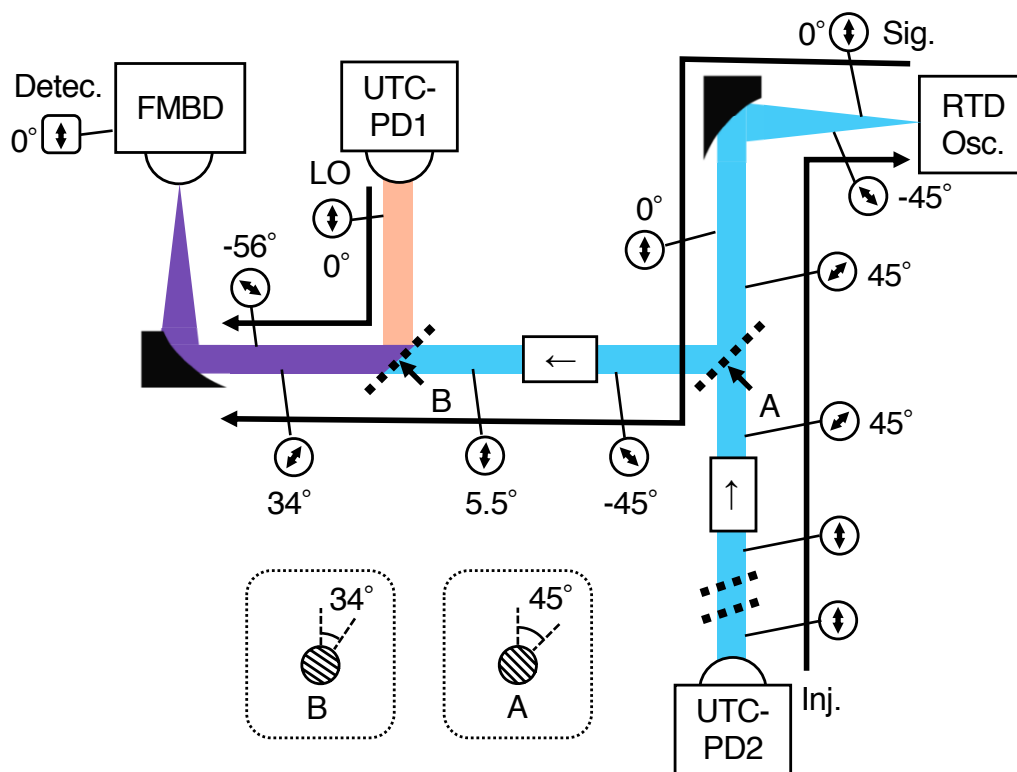 0° Sig.
Detec.
0°
FMBD
UTC-
PD1
RTD
Osc.
LO
0°
-56°
0°
-45°
45°
←
B
A
45°
34°
5.5°
-45°
↑
34°
B
45°
A
Inj.
UTC-
PD2